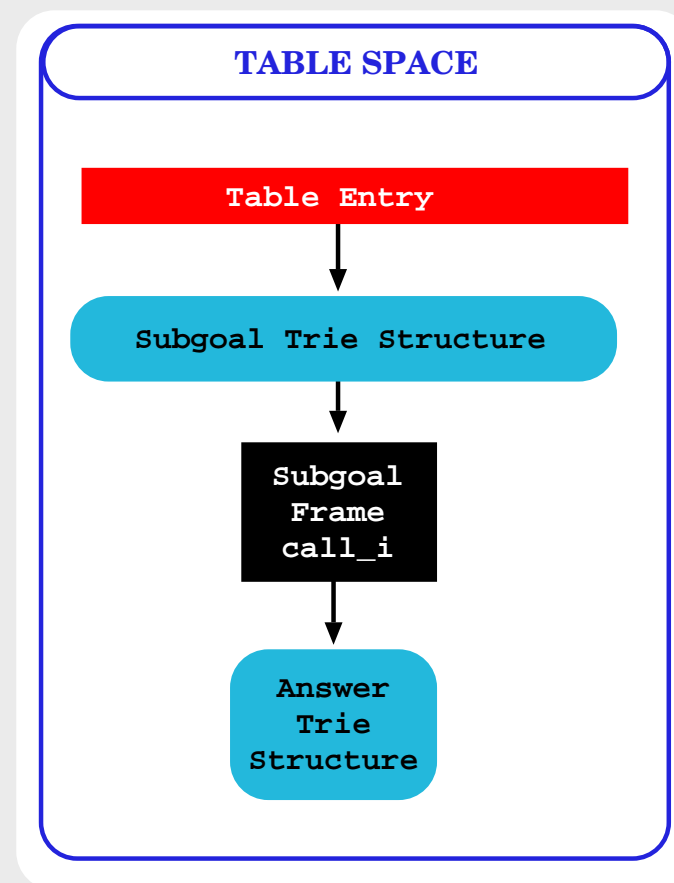 TABLE SPACE
Table Entry
Subgoal Trie Structure
Subgoal
Frame
call_i
Answer
Trie
Structure